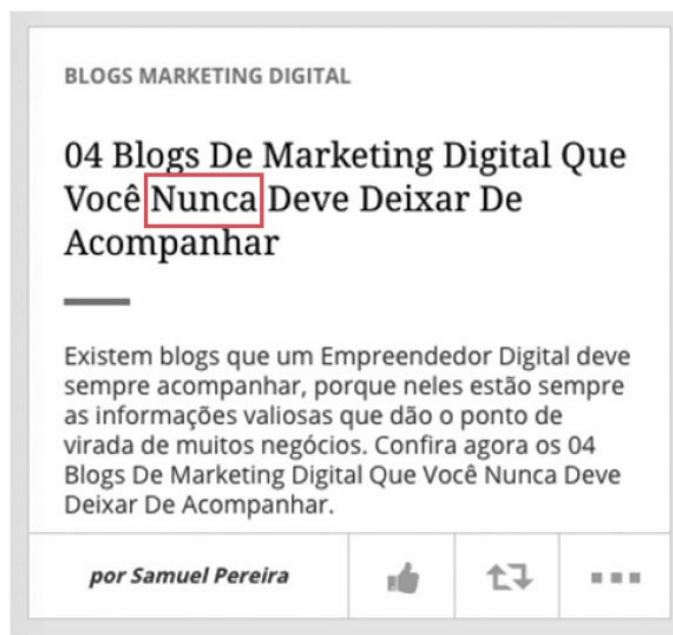 BLOGS MARKETING DIGITAL
04 Blogs De Marketing Digital Que
Você Nunca Deve Deixar De
Acompanhar
Existem blogs que um Empreendedor Digital deve
sempre acompanhar, porque neles estão sempre
as informações valiosas que dão o ponto de
virada de muitos negócios. Confira agora os 04
Blogs De Marketing Digital Que Você Nunca Deve
Deixar De Acompanhar.
por Samuel Pereira